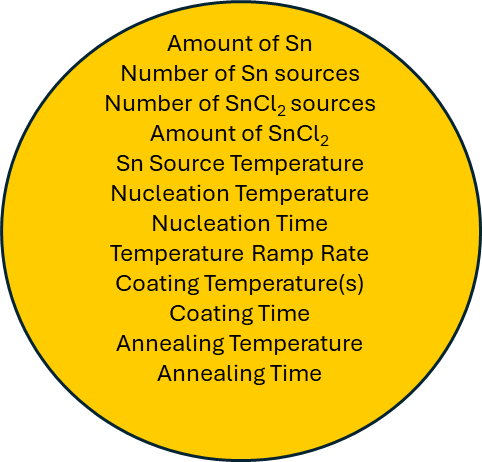 Amount of Sn
Number of Sn sources
Number of SnCl₂ sources
Amount of SnCl₂
Sn Source Temperature
Nucleation Temperature
Nucleation Time
Temperature Ramp Rate
Coating Temperature(s)
Coating Time
Annealing Temperature
Annealing Time